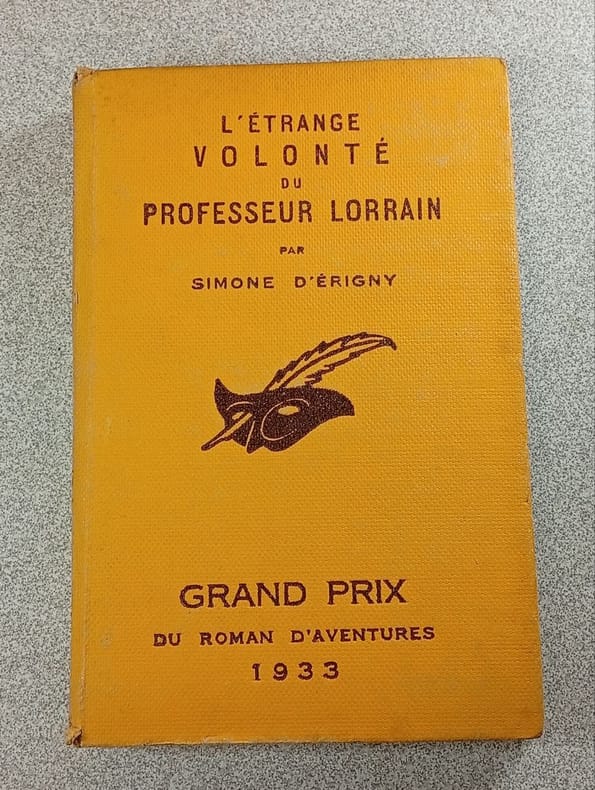 L'ÉTRANGE
VOLONTÉ
DU
PROFESSEUR LORRAIN
PAR
SIMONE D'ÉRIGNY
GRAND PRIX
DU ROMAN D'AVENTURES
1933